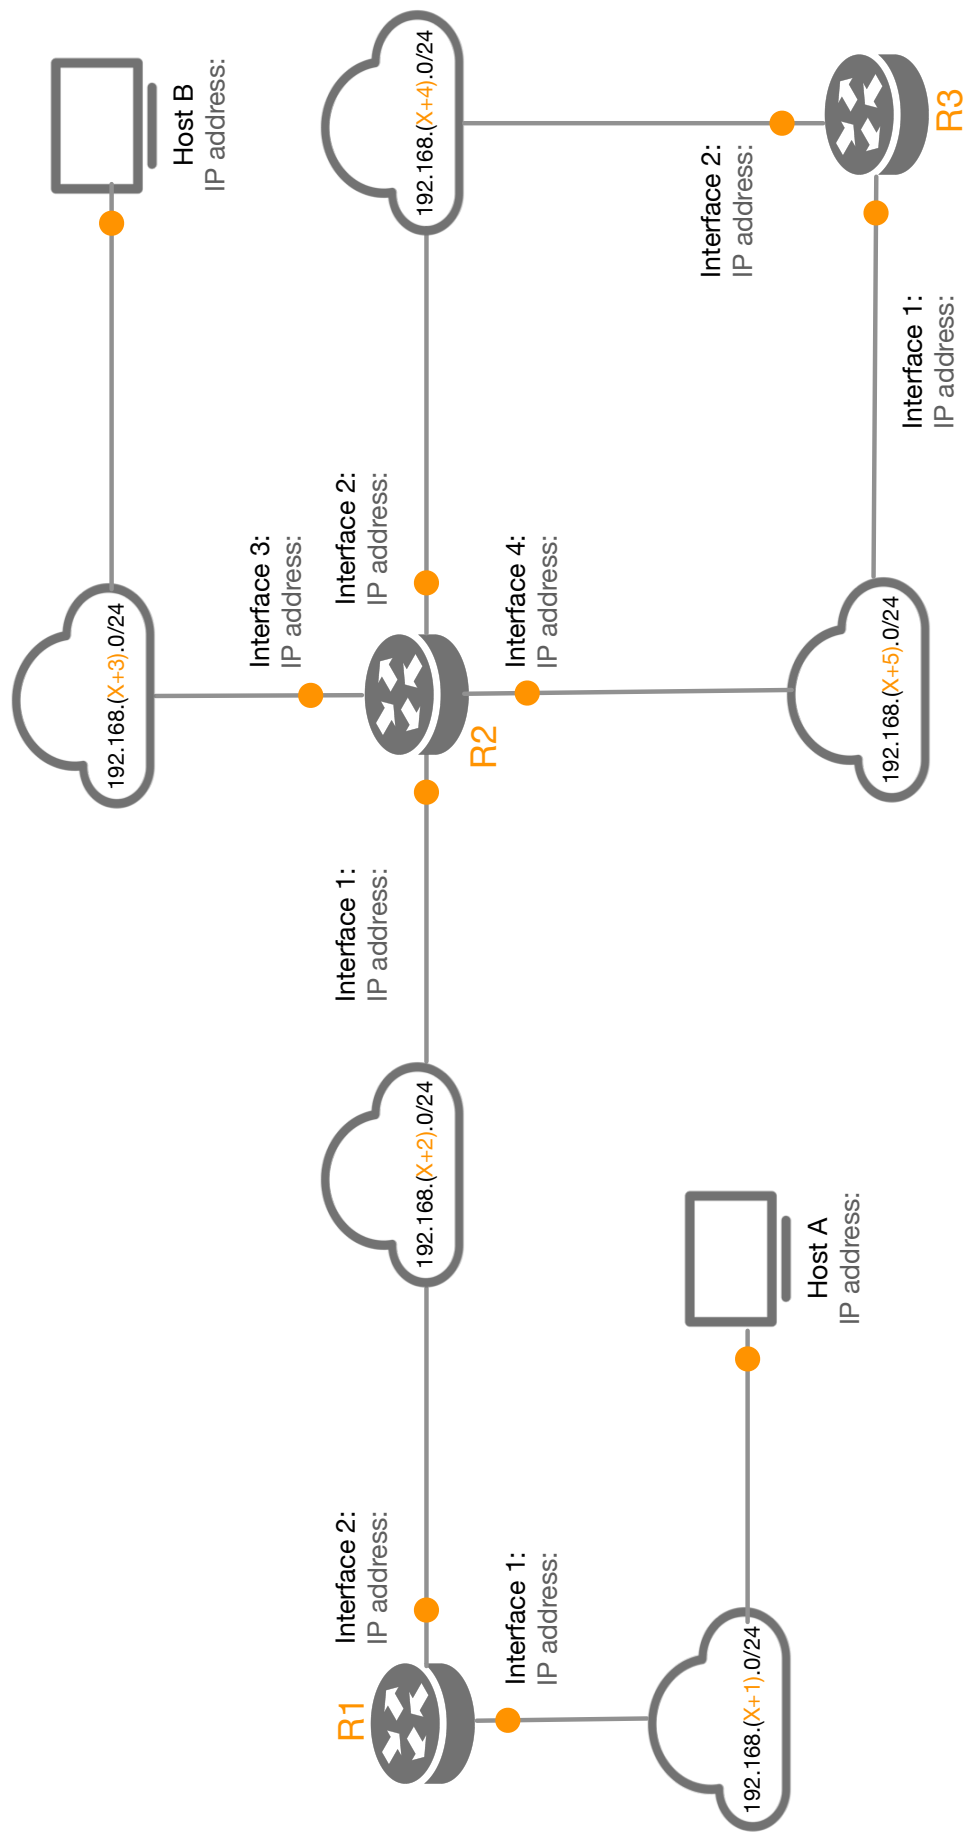 R1
Interface 2:
IP address:
Interface 1:
IP address:
192.168.(X+1).0/24
Host A
IP address:
192.168.(X+2).0/24
Interface 1:
IP address:
R2
192.168.(X+3).0/24
Interface 3:
IP address:
Interface 2:
IP address:
Interface 4:
IP address:
192.168.(X+5).0/24
Host B
IP address:
192.168.(X+4).0/24
Interface 2:
IP address:
Interface 1:
IP address:
R3